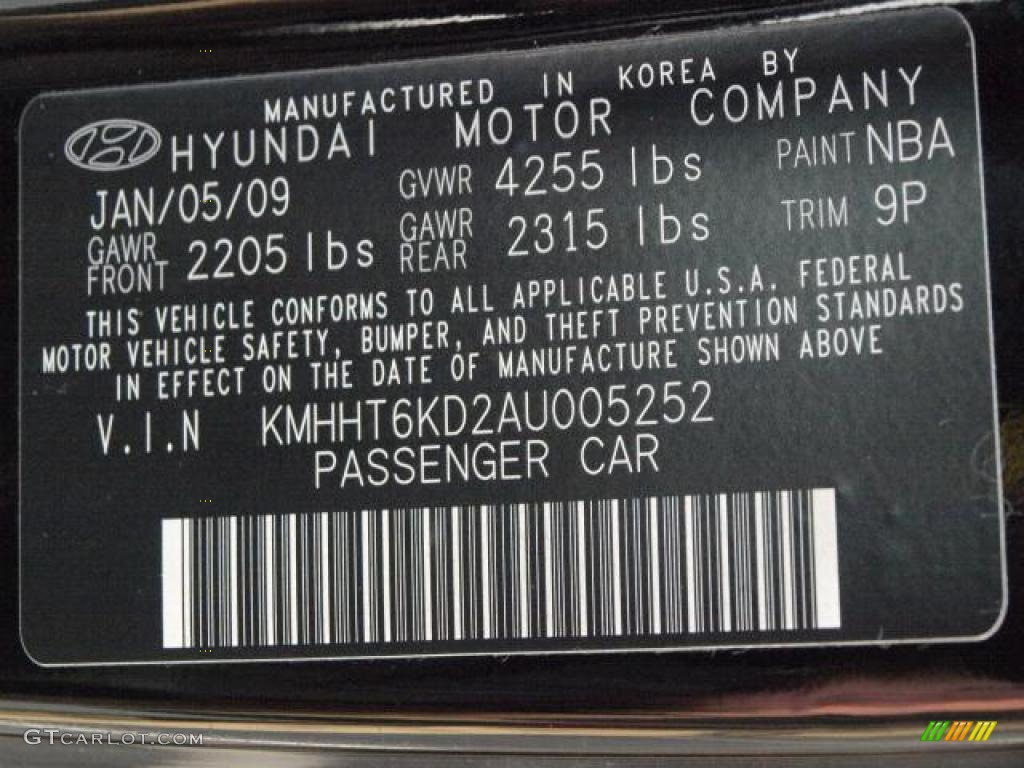 MANUFACTURED IN KOREA BY
HYUNDAI MOTOR COMPANY
JAN/05/09 GVWR 4255 lbs PAINT NBA
GAWR FRONT 2205 lbs GAWR REAR 2315 lbs TRIM 9P
THIS VEHICLE CONFORMS TO ALL APPLICABLE U.S.A. FEDERAL
MOTOR VEHICLE SAFETY, BUMPER, AND THEFT PREVENTION STANDARDS
IN EFFECT ON THE DATE OF MANUFACTURE SHOWN ABOVE
V.I.N KMHHT6KD2AU005252
PASSENGER CAR
GTCARLOT.COM